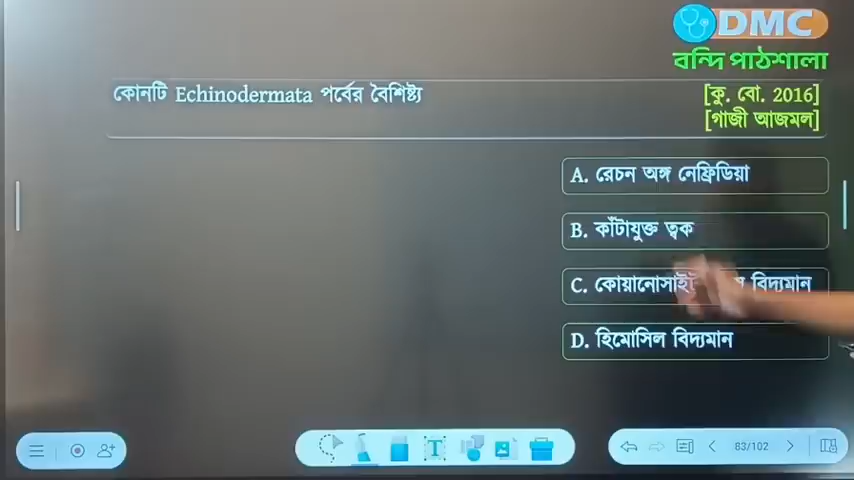 DMC
বন্দি পাঠশালা
কোনটি Echinodermata পর্বের বৈশিষ্ট্য
[কু. বো. 2016]
[গাজী আজমল]
A. রেচন অঙ্গ নেফ্রিডিয়া
B. কাঁটাযুক্ত ত্বক
C. বিদ্যমান
D. হিমোসিল বিদ্যমান
T
83/102